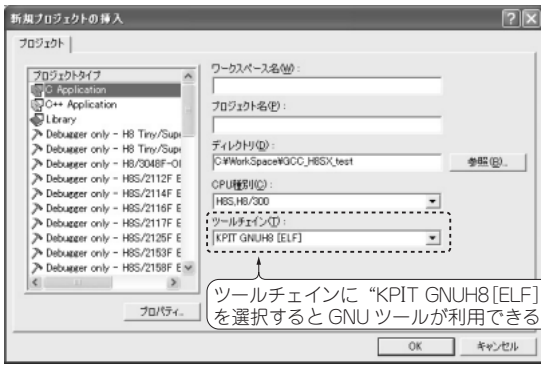 新規プロジェクトの挿入
プロジェクト
プロジェクトタイプ
C Application
C++ Application
Library
Debugger only - H8 Tiny/Supe
Debugger only - H8 Tiny/Supe
Debugger only - H8/3048F-O
Debugger only - H8S/2112F E
Debugger only - H8S/2114F E
Debugger only - H8S/2116F E
Debugger only - H8S/2117F E
Debugger only - H8S/2125F E
Debugger only - H8S/2153F E
Debugger only - H8S/2158F E
プロパティ...
ワークスペース名(W):
プロジェクト名(P):
ディレクトリ(D):
C:¥WorkSpace¥GCC_H8SX_test
参照(B)...
CPU種別(C):
H8S,H8/300
ツールチェイン(T):
KPIT GNUH8 [ELF]
ツールチェインに“KPIT GNUH8[ELF]
を選択するとGNUツールが利用できる
OK
キャンセル